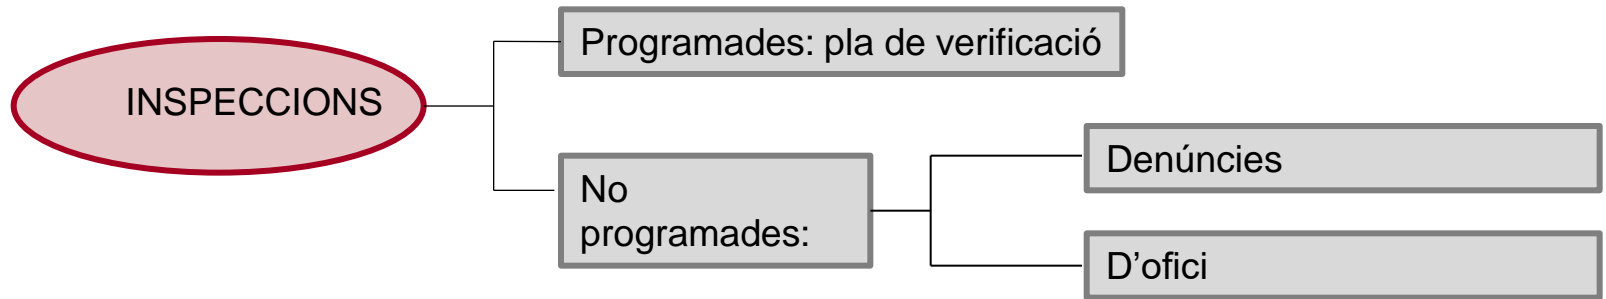 Programades: pla de verificació
INSPECCIONS
No
programades:
Denúncies
D’ofici